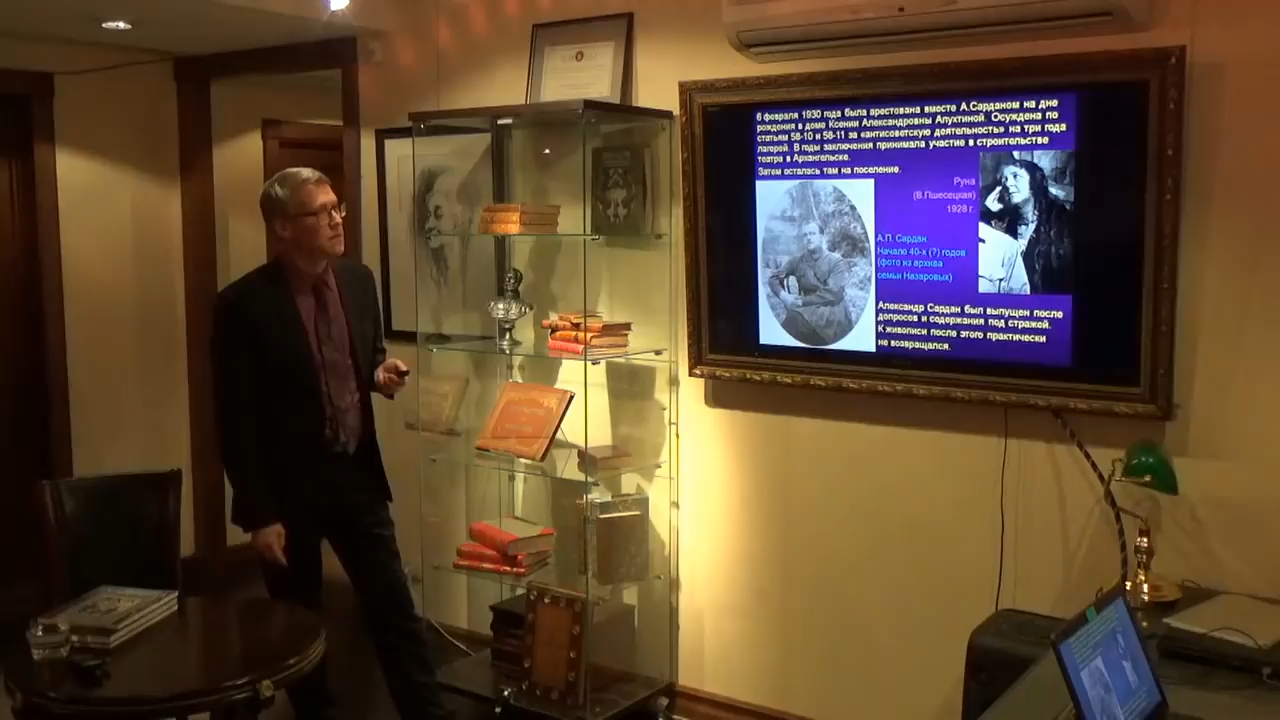 6 февраля 1930 года была арестована вместе А.Сарданом на дне
рождения в доме Ксении Александровны Апухтиной. Осуждена по
статьям 58-10 и 58-11 за «антисоветскую деятельность» на три года
лагерей. В годы заключения принимала участие в строительстве
театра в Архангельске.
Затем осталась там на поселение.
Руна
(В.Пшесецкая)
1928 г.
А.П. Сардан.
Начало 40-х (?) годов
(фото из архива
семьи Назаровых)
Александр Сардан был выпущен после
допросов и содержания под стражей.
К живописи после этого практически
не возвращался.